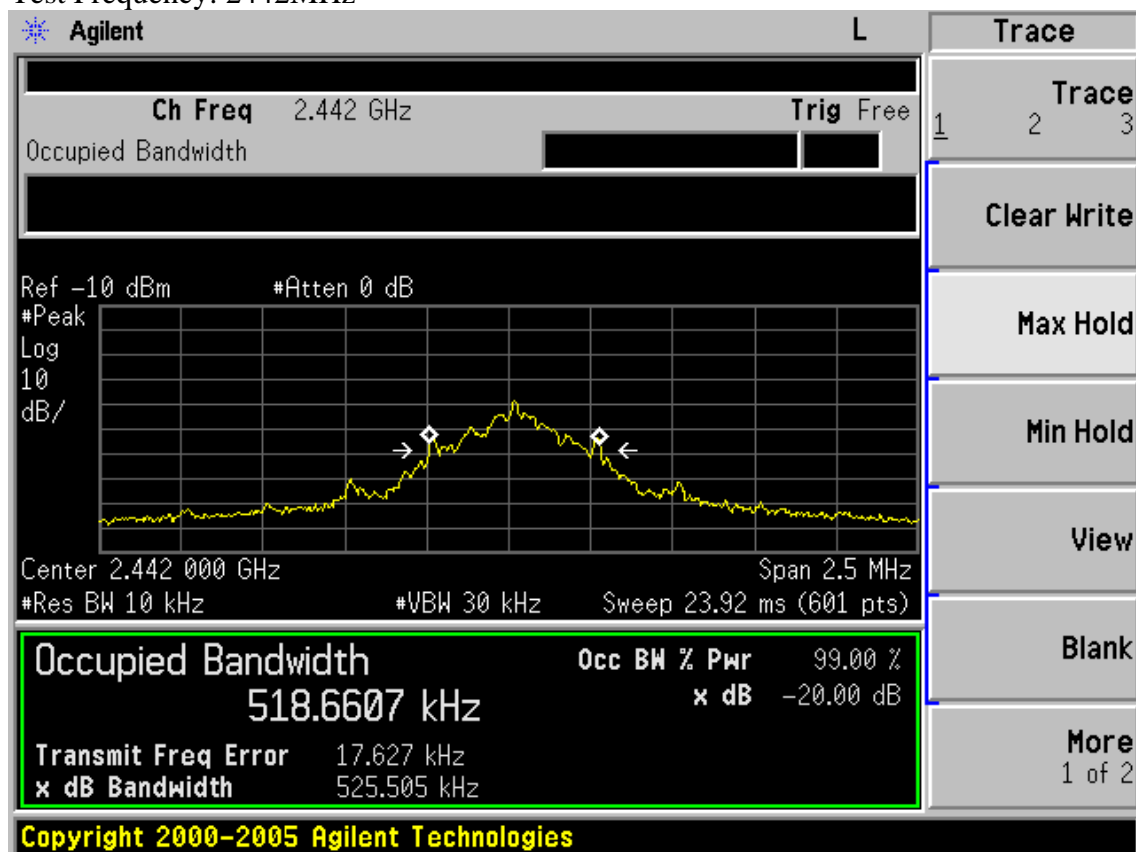 Test Frequency: 2442MHz
Agilent L Trace
Ch Freq 2.442 GHz Trig Free
Occupied Bandwidth
Trace
1 2 3
Clear Write
Max Hold
Min Hold
View
Blank
More
1 of 2
Ref -10 dBm #Atten 0 dB
#Peak
Log
10
dB/
Center 2.442 000 GHz Span 2.5 MHz
#Res BW 10 kHz #VBW 30 kHz Sweep 23.92 ms (601 pts)
Occupied Bandwidth Occ BW % Pwr 99.00 %
518.6607 kHz x dB -20.00 dB
Transmit Freq Error 17.627 kHz
x dB Bandwidth 525.505 kHz
Copyright 2000-2005 Agilent Technologies